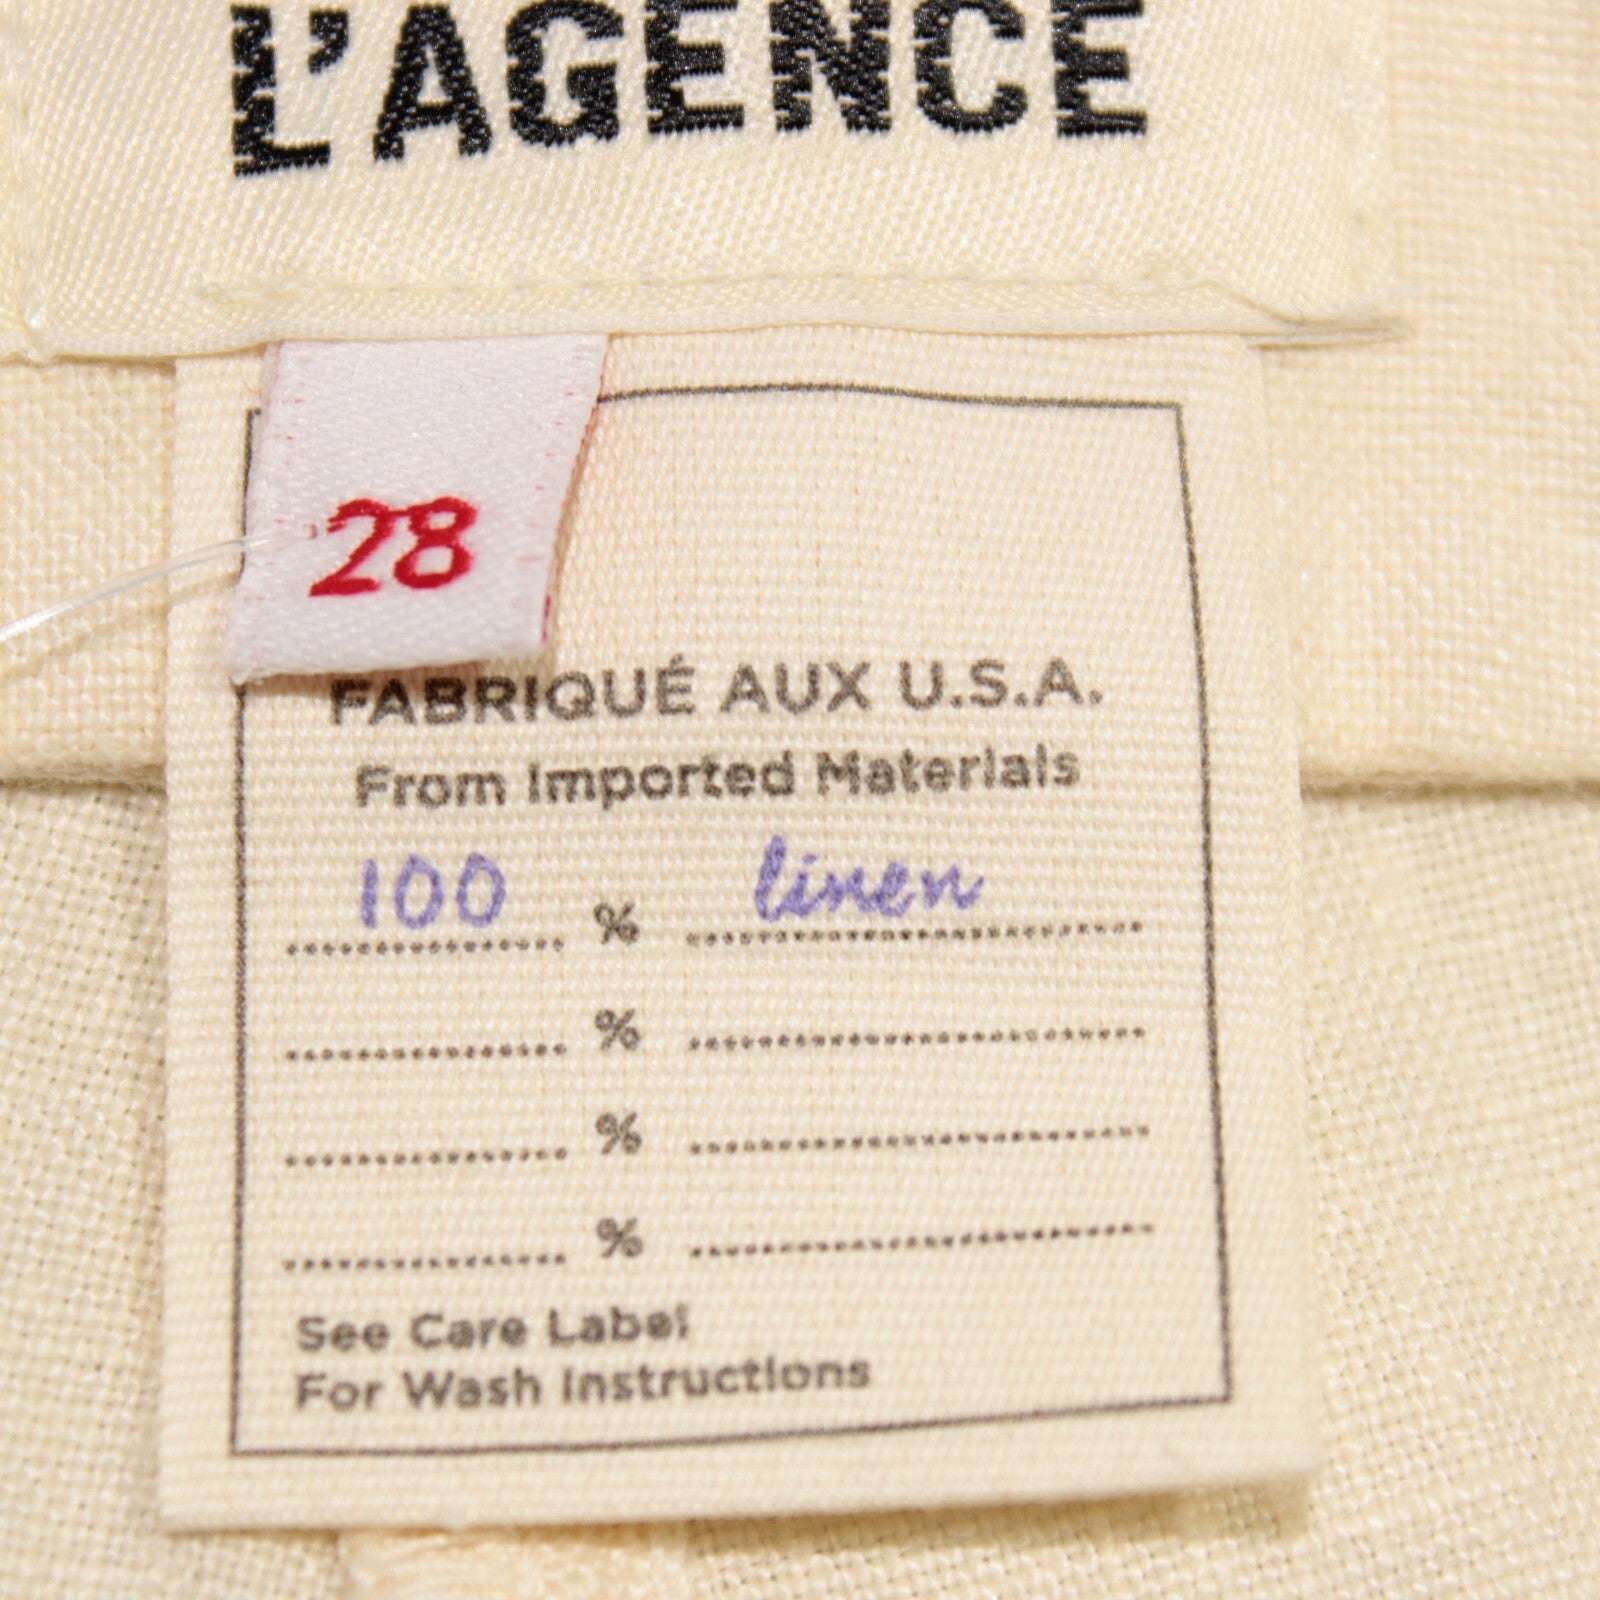 L'AGENCE
28
FABRIQUÉ AUX U.S.A.
From Imported Materials
100 % linen
%
%
%
See Care Label
For Wash Instructions